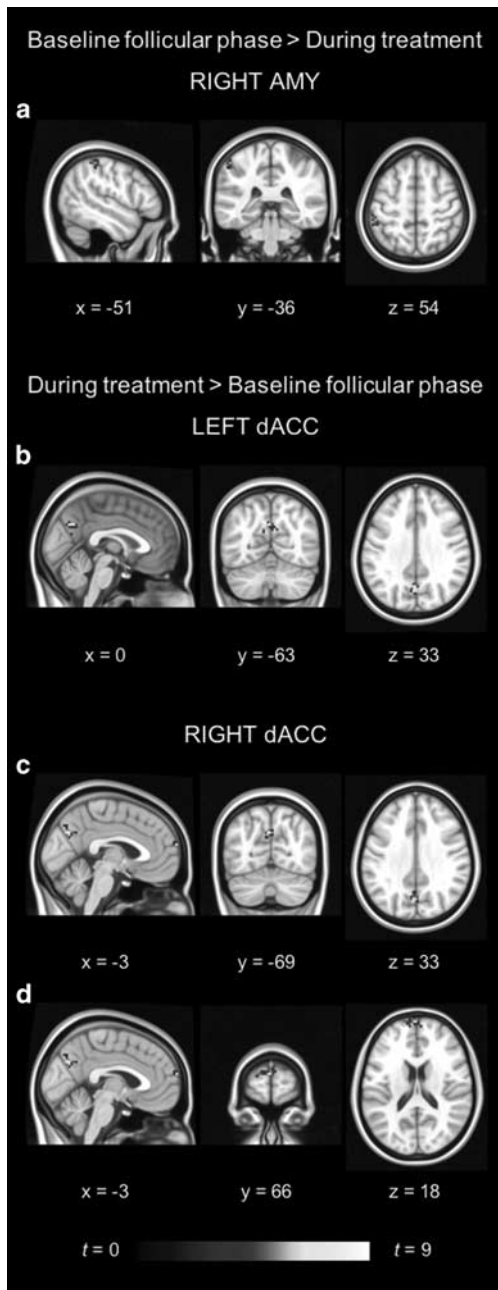 Baseline follicular phase > During treatment
RIGHT AMY
a
x = -51 y = -36 z = 54
During treatment > Baseline follicular phase
LEFT dACC
b
x = 0 y = -63 z = 33
RIGHT dACC
c
x = -3 y = -69 z = 33
d
x = -3 y = 66 z = 18
t = 0 t = 9